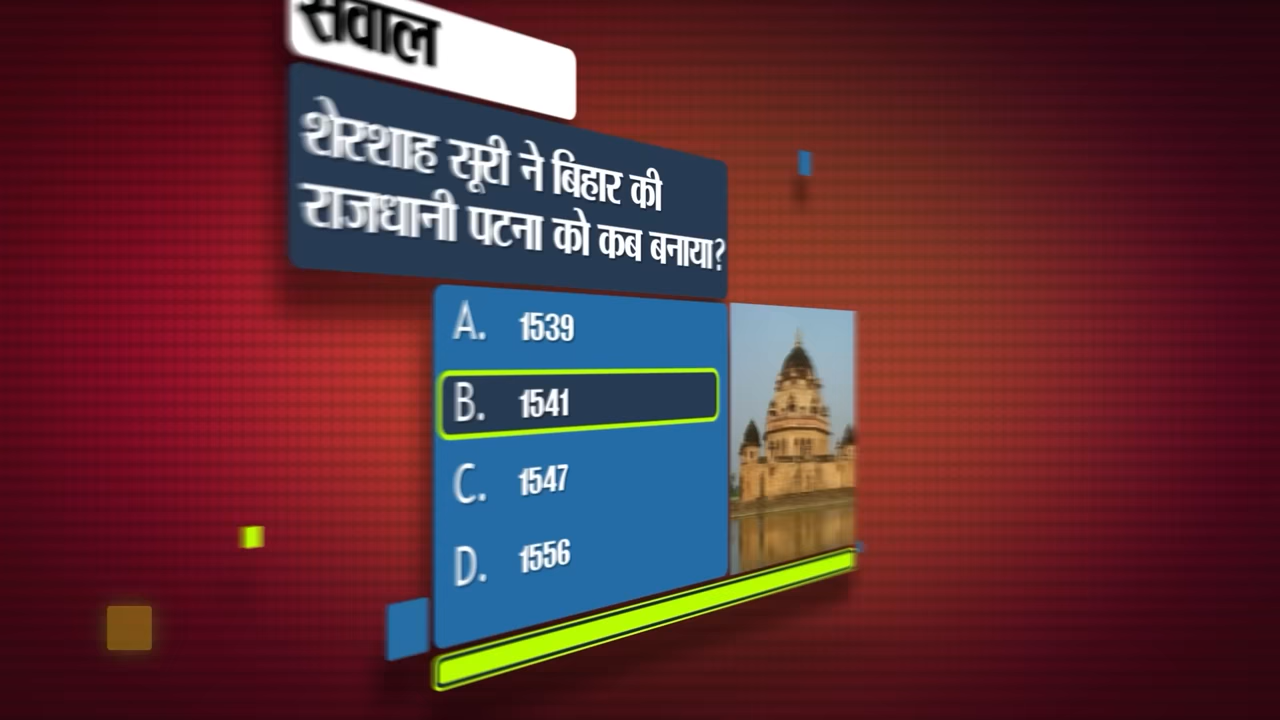 सवाल
शेरशाह सूरी ने बिहार की
राजधानी पटना को कब बनाया?
A. 1539
B. 1541
C. 1547
D. 1556